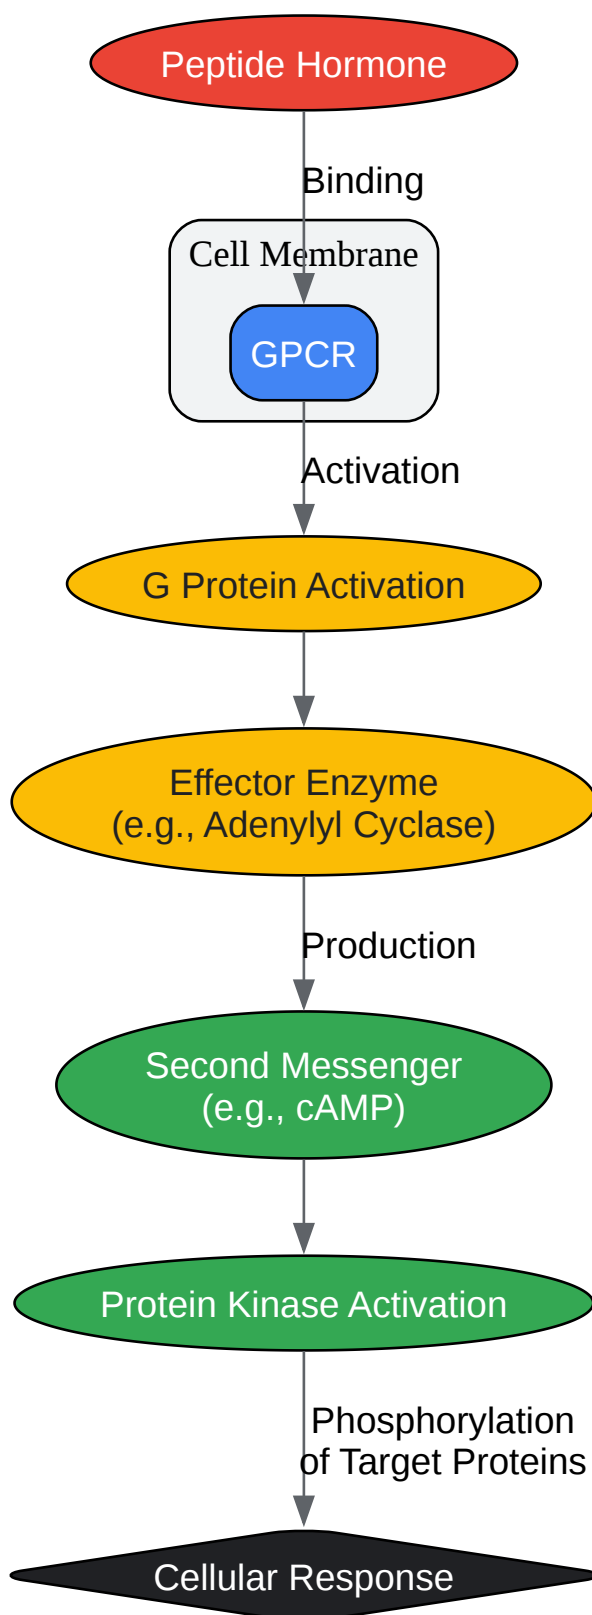 Peptide Hormone
Binding
Cell Membrane
GPCR
Activation
G Protein Activation
Effector Enzyme
(e.g., Adenylyl Cyclase)
Production
Second Messenger
(e.g., cAMP)
Protein Kinase Activation
Phosphorylation
of Target Proteins
Cellular Response